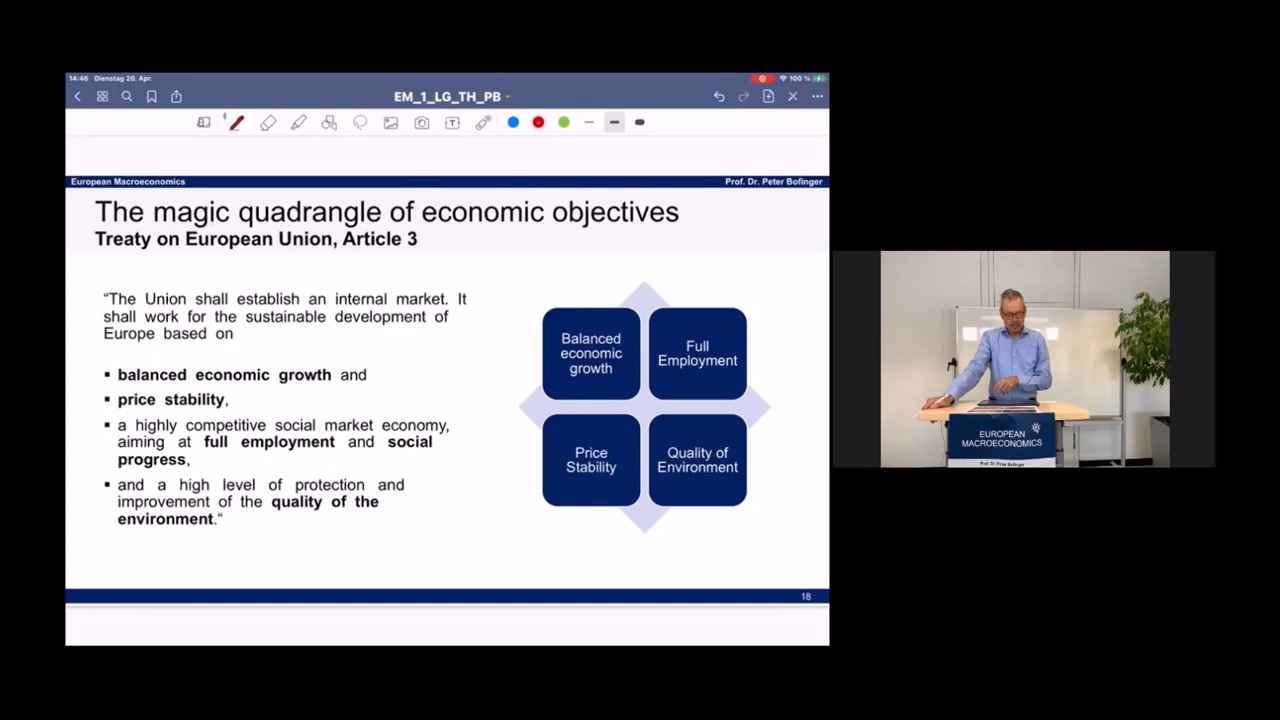 14:46 Dienstag 20. Apr.
100 %
EM_1_LG_TH_PB
T
European Macroeconomics
Prof. Dr. Peter Bofinger
The magic quadrangle of economic objectives
Treaty on European Union, Article 3
“The Union shall establish an internal market. It
shall work for the sustainable development of
Europe based on
▪ balanced economic growth and
▪ price stability,
▪ a highly competitive social market economy,
aiming at full employment and social
progress,
▪ and a high level of protection and
improvement of the quality of the
environment.“
Balanced
economic
growth
Full
Employment
Price
Stability
Quality of
Environment
18
EUROPEAN
MACROECONOMICS
Prof. Dr. Peter Bofinger